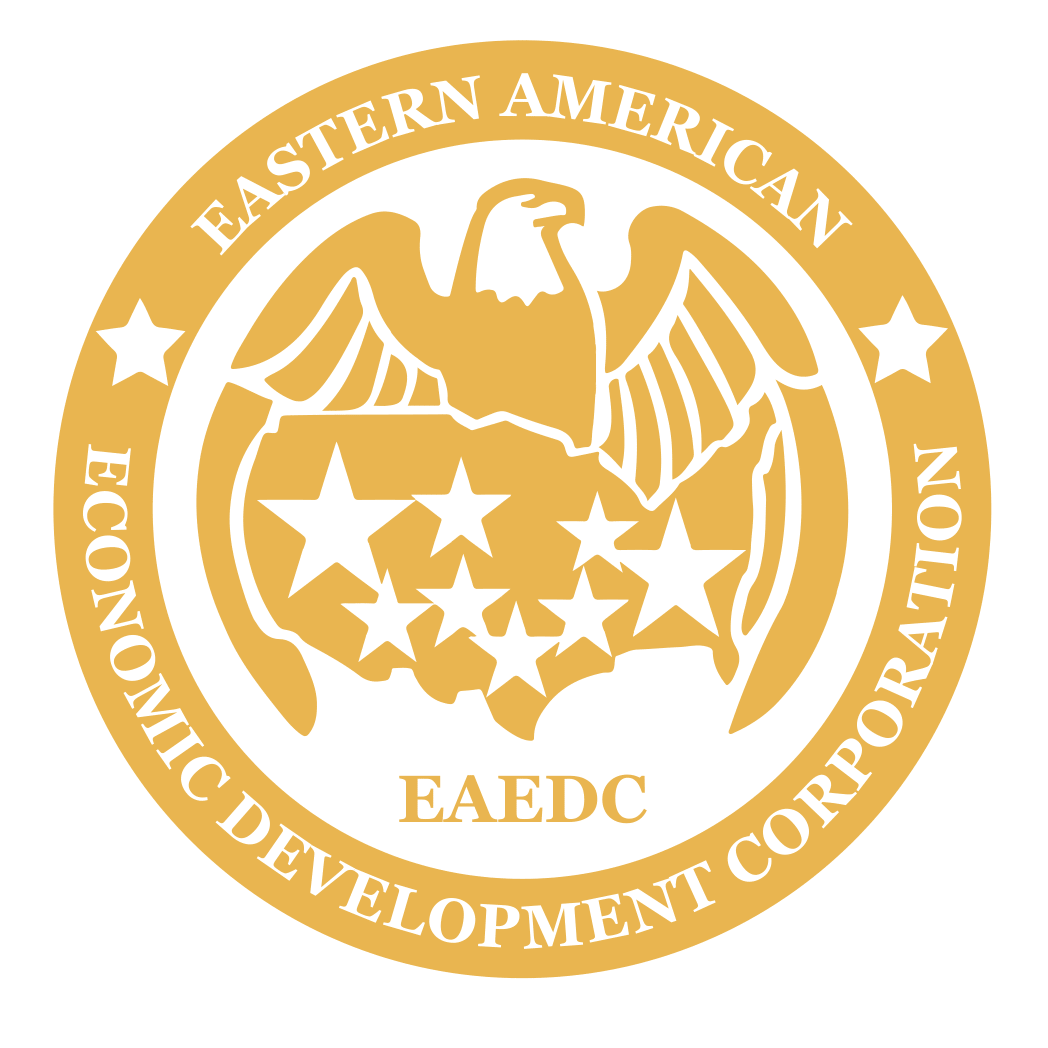 EASTERN AMERICAN
EAEDC
ECONOMIC DEVELOPMENT CORPORATION